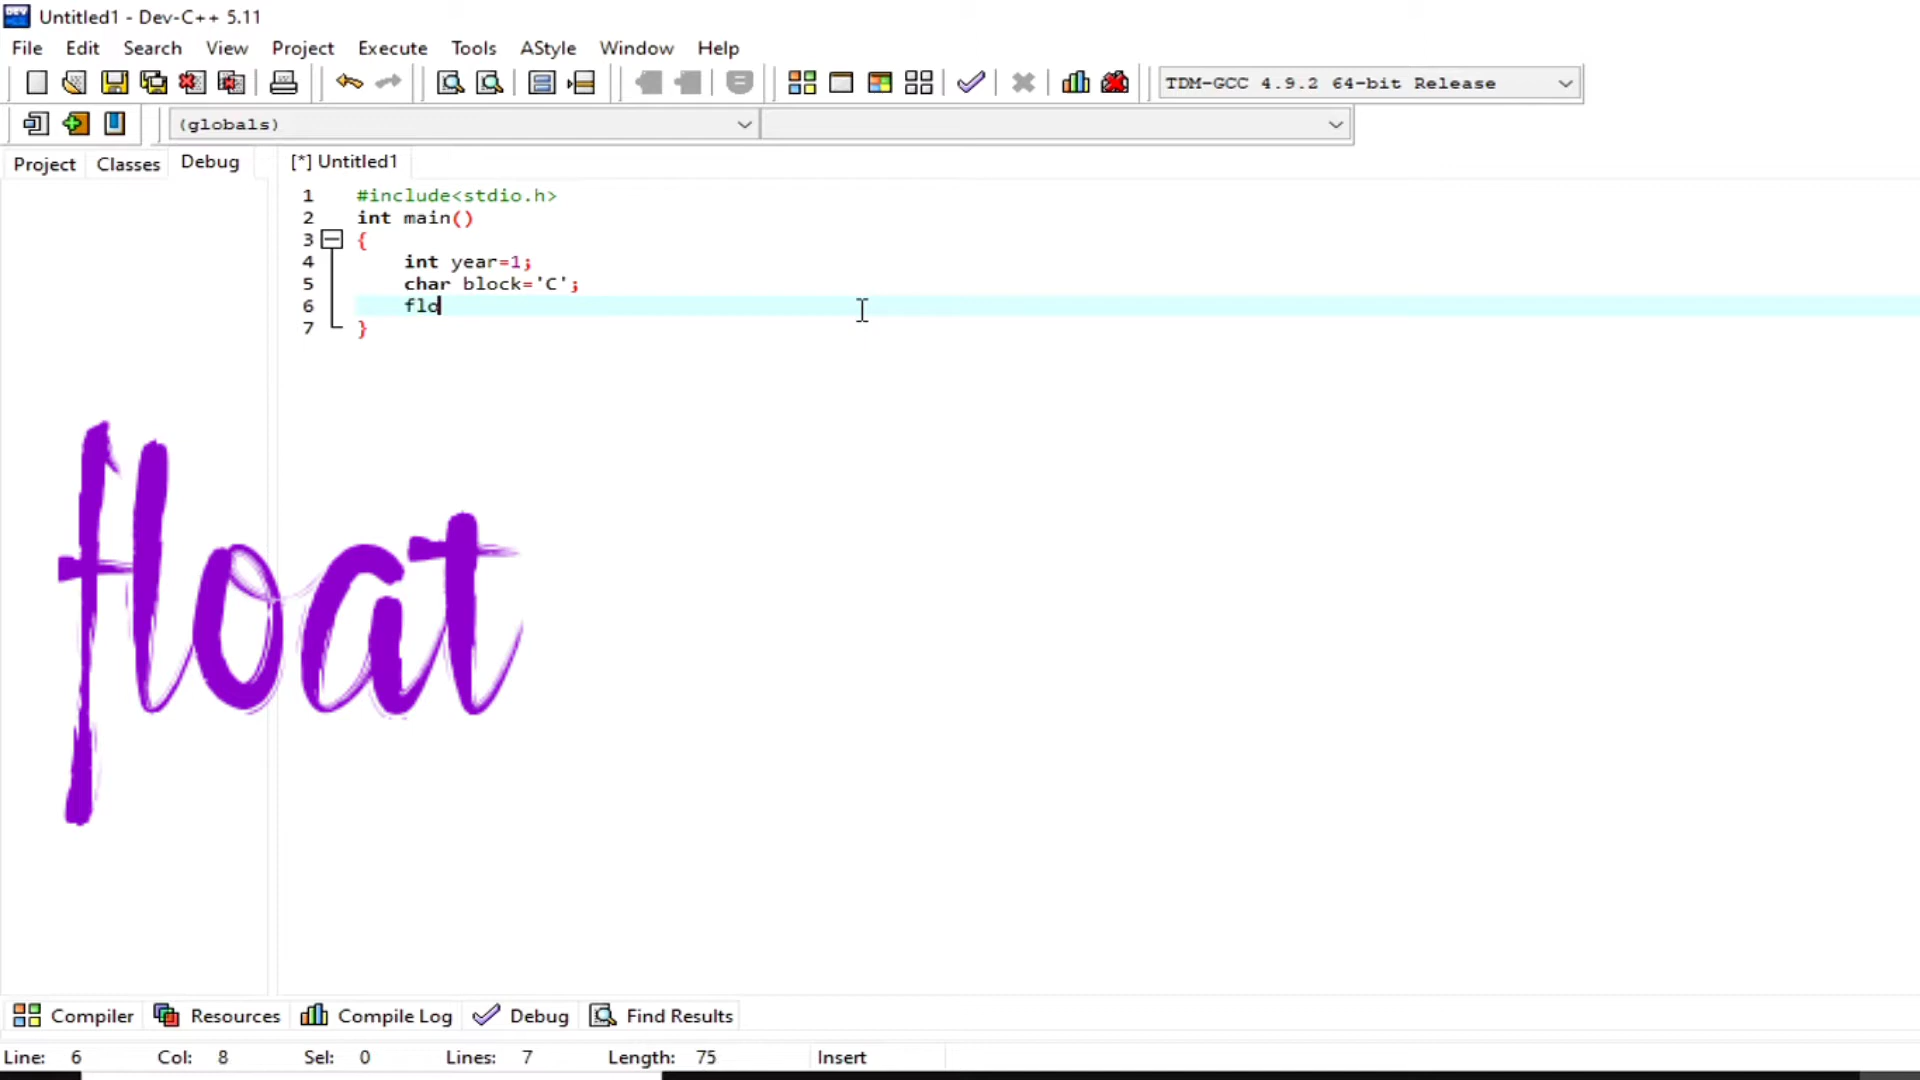 Untitled1 - Dev-C++ 5.11
File Edit Search View Project Execute Tools AStyle Window Help
TDM-GCC 4.9.2 64-bit Release
(globals)
Project Classes Debug [*] Untitled1
1 #include<stdio.h>
2 int main()
3 {
4 int year=1;
5 char block='C';
6 flo
7 }
float
Compiler Resources Compile Log Debug Find Results
Line: 6 Col: 8 Sel: 0 Lines: 7 Length: 75 Insert